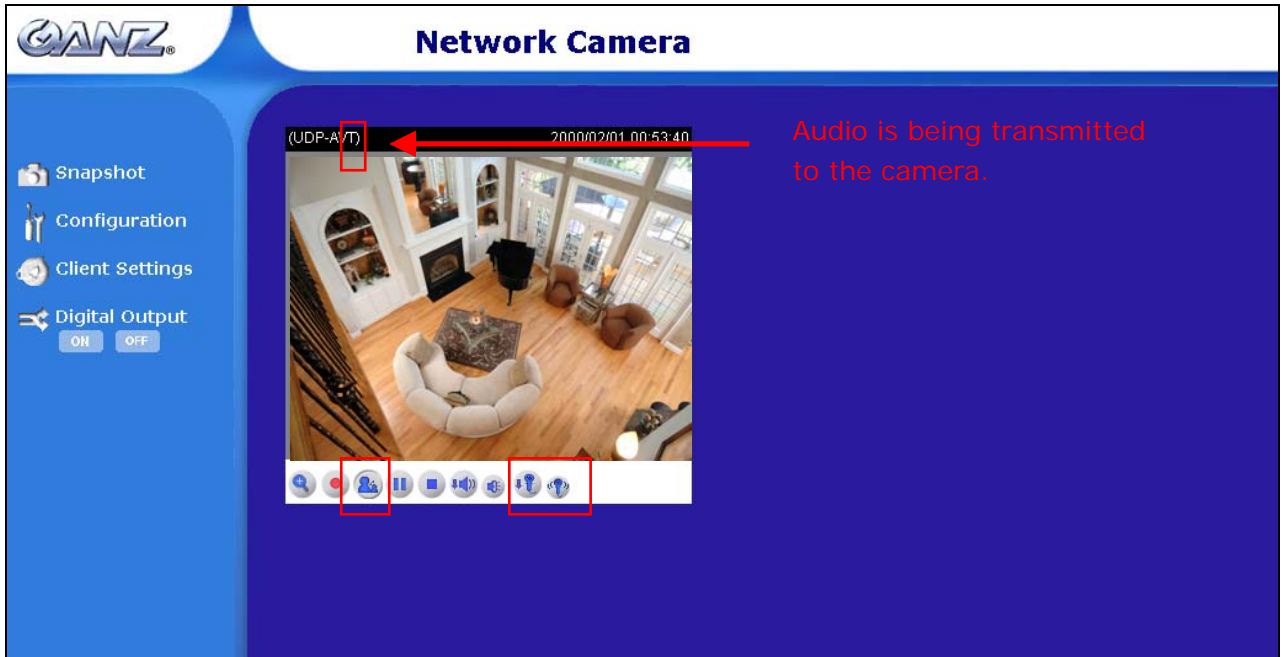 GANZ®
Network Camera
(UDP-AVT) 2000/02/01 00:53:40
Audio is being transmitted
to the camera.
Snapshot
Configuration
Client Settings
Digital Output
ON OFF